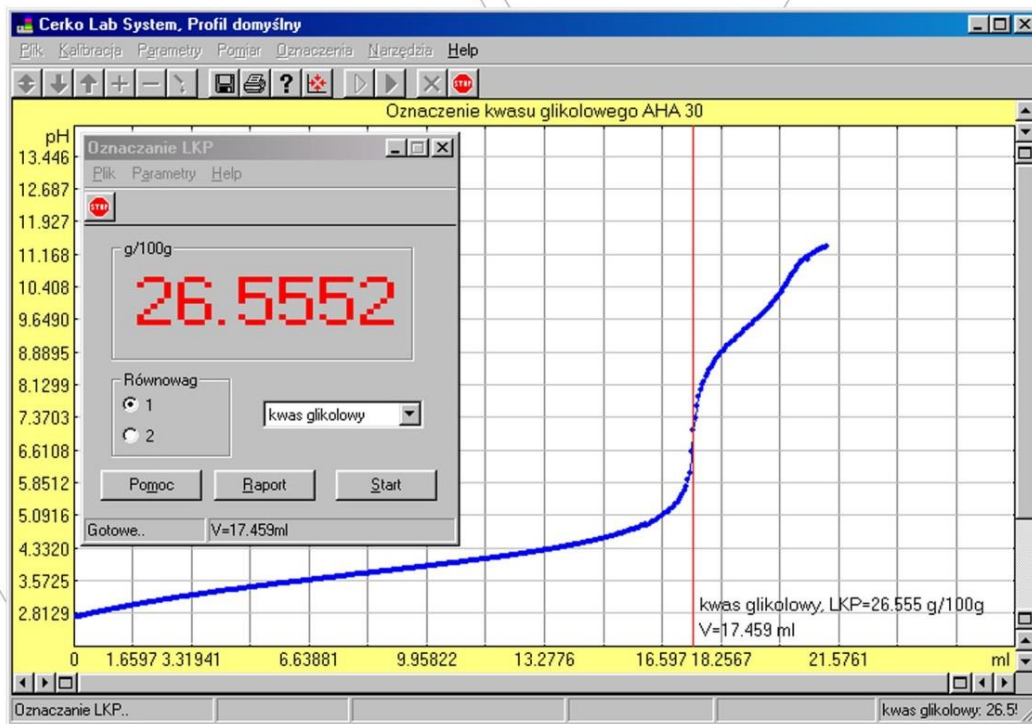 Cerko Lab System, Profil domyślny
Plik Kalibracja Parametry Pomiar Oznaczenia Narzędzia Help
STOP
Oznaczenie kwasu glikolowego AHA 30
pH
13.446
12.687
11.927
11.168
10.408
9.6490
8.8895
8.1299
7.3703
6.6108
5.8512
5.0916
4.3320
3.5725
2.8129
Oznaczanie LKP
Plik Parametry Help
STOP
g/100g
26.5552
Równowag
1
2
kwas glikolowy
Pomoc Raport Start
Gotowe.. V=17.459ml
kwas glikolowy, LKP=26.555 g/100g
V=17.459 ml
0 1.6597 3.31941 6.63881 9.95822 13.2776 16.597 18.2567 21.5761 ml
Oznaczanie LKP.. kwas glikolowy: 26.5